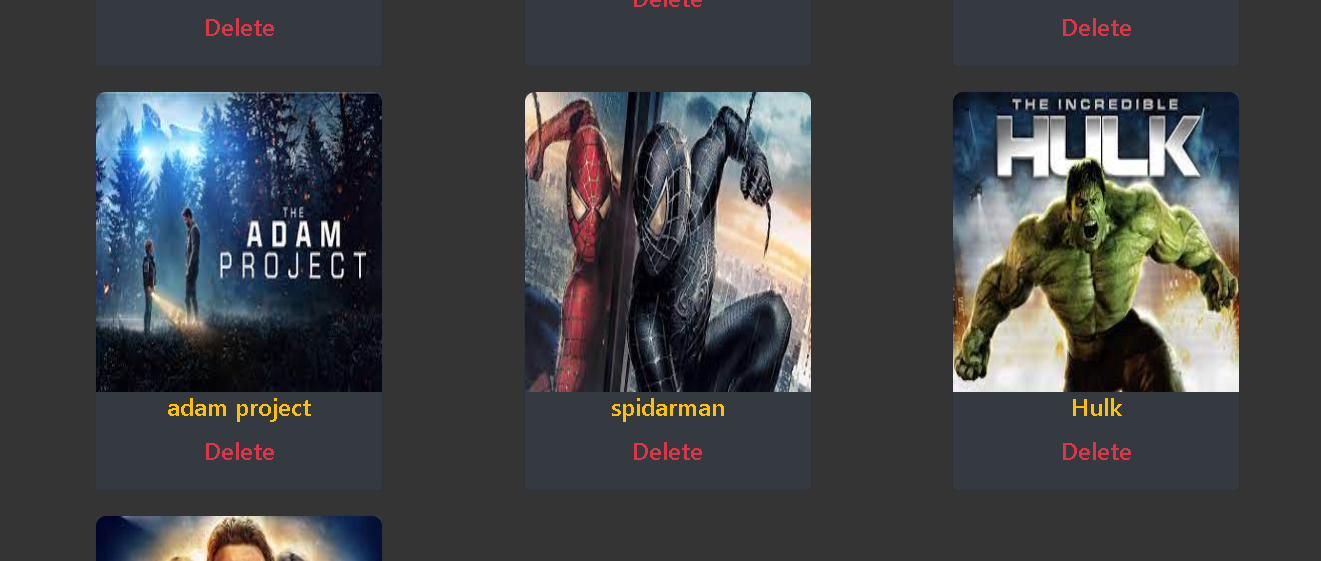 Delete
Delete
Delete
THE
ADAM
PROJECT
THE INCREDIBLE
HULK
adam project
spidarman
Hulk
Delete
Delete
Delete